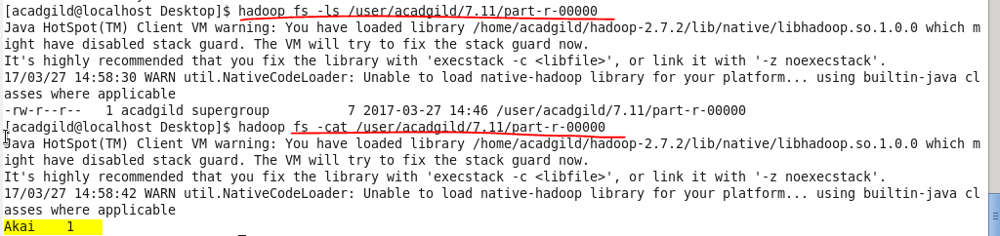 [acadgild@localhost Desktop]$ hadoop fs -ls /user/acadgild/7.11/part-r-00000
Java HotSpot(TM) Client VM warning: You have loaded library /home/acadgild/hadoop-2.7.2/lib/native/libhadoop.so.1.0.0 which m
ight have disabled stack guard. The VM will try to fix the stack guard now.
It's highly recommended that you fix the library with 'execstack -c <libfile>', or link it with '-z noexecstack'.
17/03/27 14:58:30 WARN util.NativeCodeLoader: Unable to load native-hadoop library for your platform... using builtin-java cl
asses where applicable
-rw-r--r--   1 acadgild supergroup          7 2017-03-27 14:46 /user/acadgild/7.11/part-r-00000
[acadgild@localhost Desktop]$ hadoop fs -cat /user/acadgild/7.11/part-r-00000
Java HotSpot(TM) Client VM warning: You have loaded library /home/acadgild/hadoop-2.7.2/lib/native/libhadoop.so.1.0.0 which m
ight have disabled stack guard. The VM will try to fix the stack guard now.
It's highly recommended that you fix the library with 'execstack -c <libfile>', or link it with '-z noexecstack'.
17/03/27 14:58:42 WARN util.NativeCodeLoader: Unable to load native-hadoop library for your platform... using builtin-java cl
asses where applicable
Akai    1